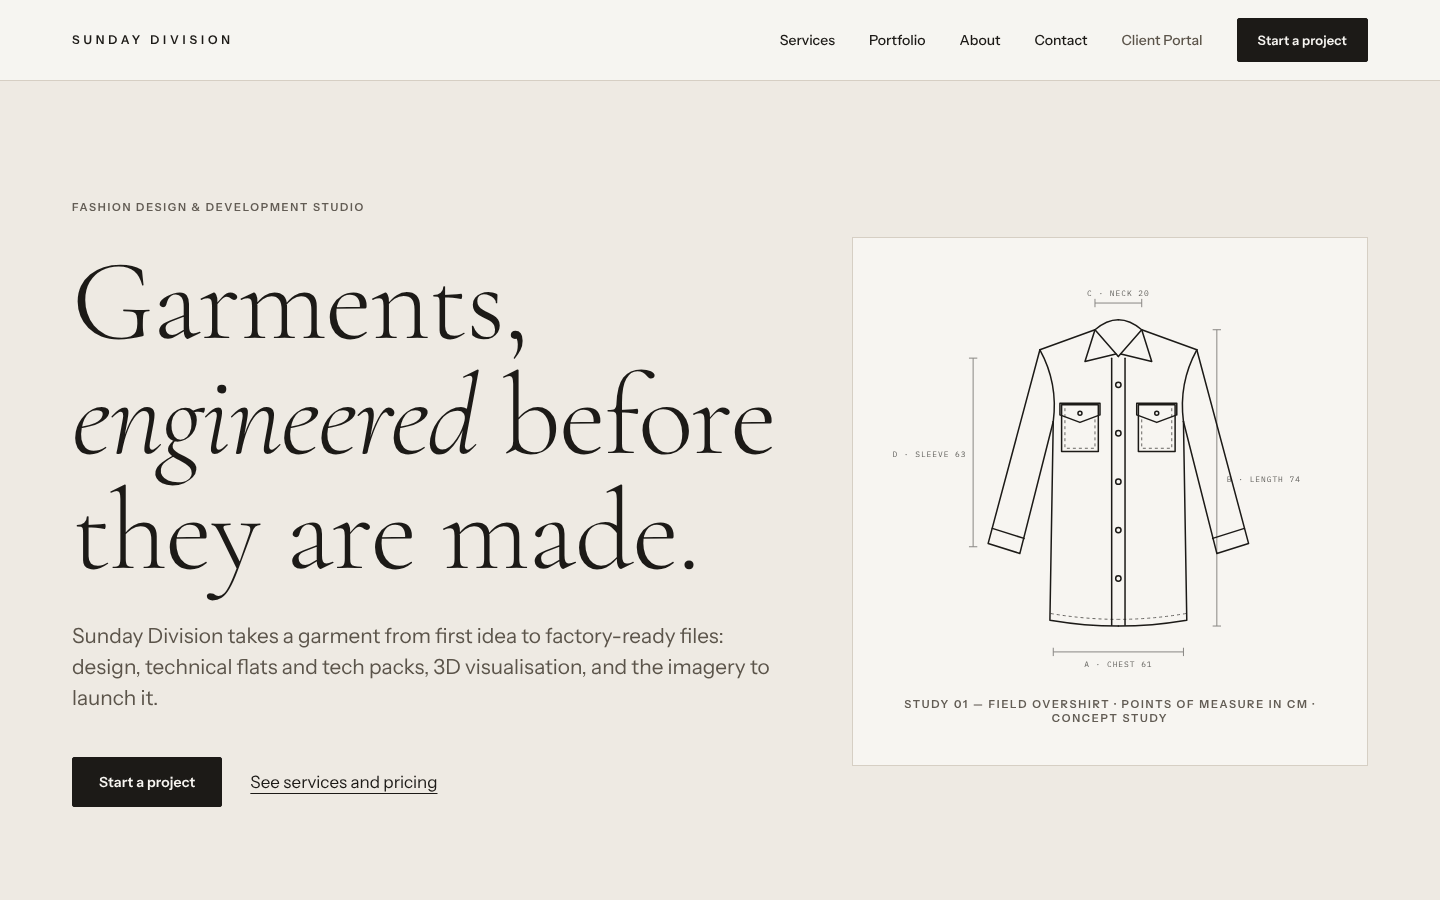 SUNDAY DIVISION
Services
Portfolio
About
Contact
Client Portal
Start a project
FASHION DESIGN & DEVELOPMENT STUDIO
Garments,
engineered before
they are made.
Sunday Division takes a garment from first idea to factory-ready files:
design, technical flats and tech packs, 3D visualisation, and the imagery to
launch it.
Start a project
See services and pricing
C · NECK 20
D · SLEEVE 63
B · LENGTH 74
A · CHEST 61
STUDY 01 — FIELD OVERSHIRT · POINTS OF MEASURE IN CM ·
CONCEPT STUDY